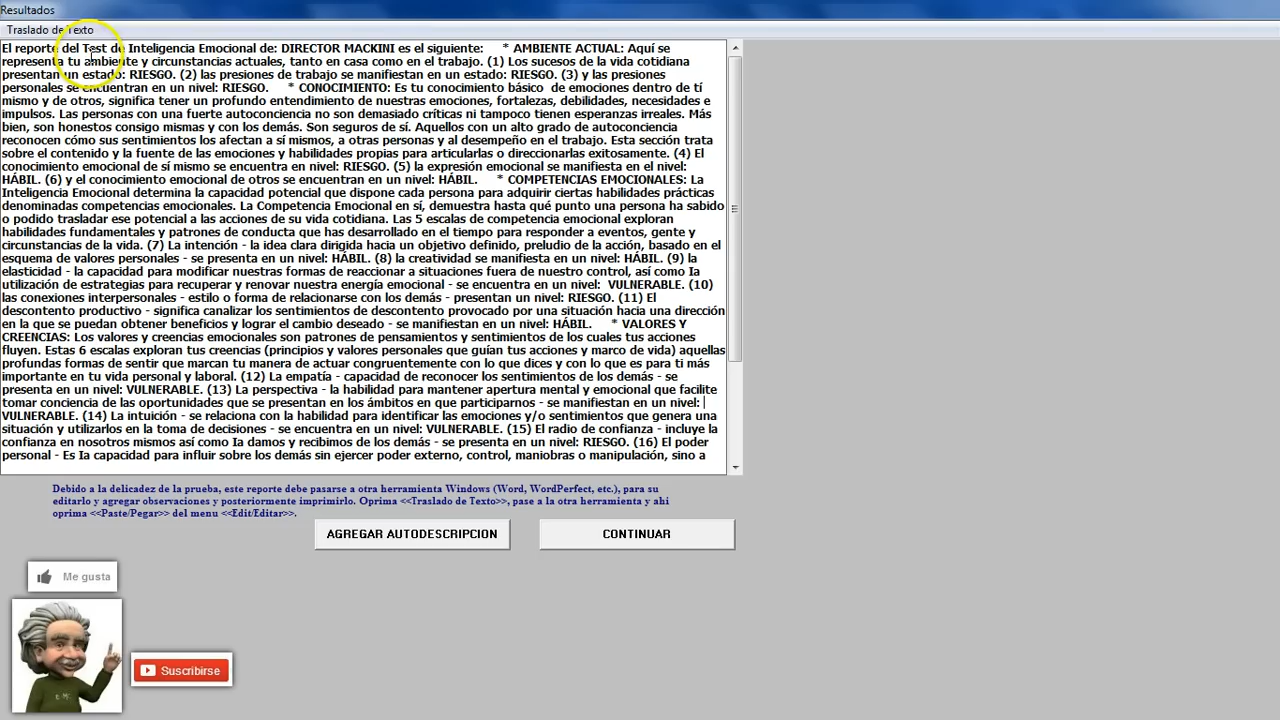 Resultados
Traslado de Texto
El reporte del Test de Inteligencia Emocional de: DIRECTOR MACKINI es el siguiente:     * AMBIENTE ACTUAL: Aquí se
representa tu ambiente y circunstancias actuales, tanto en casa como en el trabajo. (1) Los sucesos de la vida cotidiana
presentan un estado: RIESGO. (2) las presiones de trabajo se manifiestan en un estado: RIESGO. (3) y las presiones
personales se encuentran en un nivel: RIESGO.     * CONOCIMIENTO: Es tu conocimiento básico  de emociones dentro de tí
mismo y de otros, significa tener un profundo entendimiento de nuestras emociones, fortalezas, debilidades, necesidades e
impulsos. Las personas con una fuerte autoconciencia no son demasiado críticas ni tampoco tienen esperanzas irreales. Más
bien, son honestos consigo mismas y con los demás. Son seguros de sí. Aquellos con un alto grado de autoconciencia
reconocen cómo sus sentimientos los afectan a sí mismos, a otras personas y al desempeño en el trabajo. Esta sección trata
sobre el contenido y la fuente de las emociones y habilidades propias para articularlas o direccionarlas exitosamente. (4) El
conocimiento emocional de sí mismo se encuentra en nivel: RIESGO. (5) la expresión emocional se manifiesta en el nivel:
HÁBIL. (6) y el conocimiento emocional de otros se encuentran en un nivel: HÁBIL.     * COMPETENCIAS EMOCIONALES: La
Inteligencia Emocional determina la capacidad potencial que dispone cada persona para adquirir ciertas habilidades prácticas
denominadas competencias emocionales. La Competencia Emocional en sí, demuestra hasta qué punto una persona ha sabido
o podido trasladar ese potencial a las acciones de su vida cotidiana. Las 5 escalas de competencia emocional exploran
habilidades fundamentales y patrones de conducta que has desarrollado en el tiempo para responder a eventos, gente y
circunstancias de la vida. (7) La intención - la idea clara dirigida hacia un objetivo definido, preludio de la acción, basado en el
esquema de valores personales - se presenta en un nivel: HÁBIL. (8) la creatividad se manifiesta en un nivel: HÁBIL. (9) la
elasticidad - la capacidad para modificar nuestras formas de reaccionar a situaciones fuera de nuestro control, así como Ia
utilización de estrategias para recuperar y renovar nuestra energía emocional - se encuentra en un nivel:  VULNERABLE. (10)
las conexiones interpersonales - estilo o forma de relacionarse con los demás - presentan un nivel: RIESGO. (11) El
descontento productivo - significa canalizar los sentimientos de descontento provocado por una situación hacia una dirección
en la que se puedan obtener beneficios y lograr el cambio deseado - se manifiestan en un nivel: HÁBIL.     * VALORES Y
CREENCIAS: Los valores y creencias emocionales son patrones de pensamientos y sentimientos de los cuales tus acciones
fluyen. Estas 6 escalas exploran tus creencias (principios y valores personales que guían tus acciones y marco de vida) aquellas
profundas formas de sentir que marcan tu manera de actuar congruentemente con lo que dices y con lo que es para ti más
importante en tu vida personal y laboral. (12) La empatía - capacidad de reconocer los sentimientos de los demás - se
presenta en un nivel: VULNERABLE. (13) La perspectiva - la habilidad para mantener apertura mental y emocional que facilite
tomar conciencia de las oportunidades que se presentan en los ámbitos en que participarnos - se manifiestan en un nivel:
VULNERABLE. (14) La intuición - se relaciona con la habilidad para identificar las emociones y/o sentimientos que genera una
situación y utilizarlos en la toma de decisiones - se encuentra en un nivel: VULNERABLE. (15) El radio de confianza - incluye la
confianza en nosotros mismos así como Ia damos y recibimos de los demás - se presenta en un nivel: RIESGO. (16) El poder
personal - Es Ia capacidad para influir sobre los demás sin ejercer poder externo, control, maniobras o manipulación, sino a
Debido a la delicadez de la prueba, este reporte debe pasarse a otra herramienta Windows (Word, WordPerfect, etc.), para su
editarlo y agregar observaciones y posteriormente imprimirlo. Oprima <<Traslado de Texto>>, pase a la otra herramienta y ahi
oprima <<Paste/Pegar>> del menu <<Edit/Editar>>.
AGREGAR AUTODESCRIPCION
CONTINUAR
Me gusta
Suscribirse